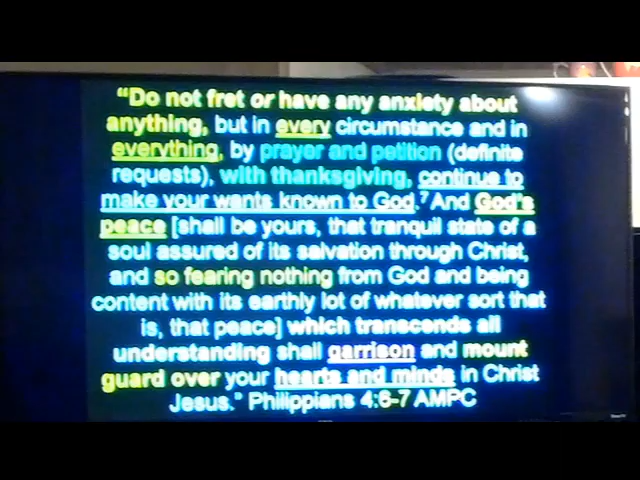 “Do not fret or have any anxiety about
anything, but in every circumstance and in
everything, by prayer and petition (definite
requests), with thanksgiving, continue to
make your wants known to God.7 And God's
peace [shall be yours, that tranquil state of a
soul assured of its salvation through Christ,
and so fearing nothing from God and being
content with its earthly lot of whatever sort that
is, that peace] which transcends all
understanding shall garrison and mount
guard over your hearts and minds in Christ
Jesus.” Philippians 4:6-7 AMPC